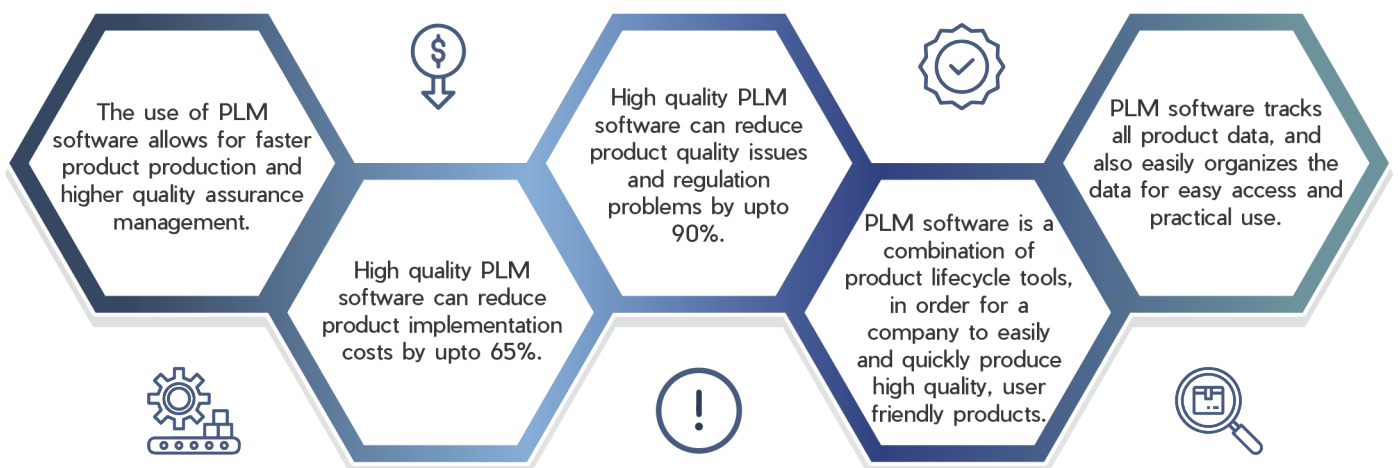 The use of PLM
software allows for faster
product production and
higher quality assurance
management.
High quality PLM
software can reduce
product implementation
costs by upto 65%.
High quality PLM
software can reduce
product quality issues
and regulation
problems by upto
90%.
PLM software is a
combination of
product lifecycle tools,
in order for a
company to easily
and quickly produce
high quality, user
friendly products.
PLM software tracks
all product data, and
also easily organizes the
data for easy access and
practical use.